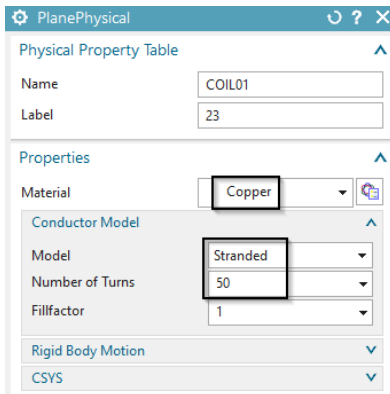 PlanePhysical
Physical Property Table
Name COIL01
Label 23
Properties
Material Copper
Conductor Model
Model Stranded
Number of Turns 50
Fillfactor 1
Rigid Body Motion
CSYS